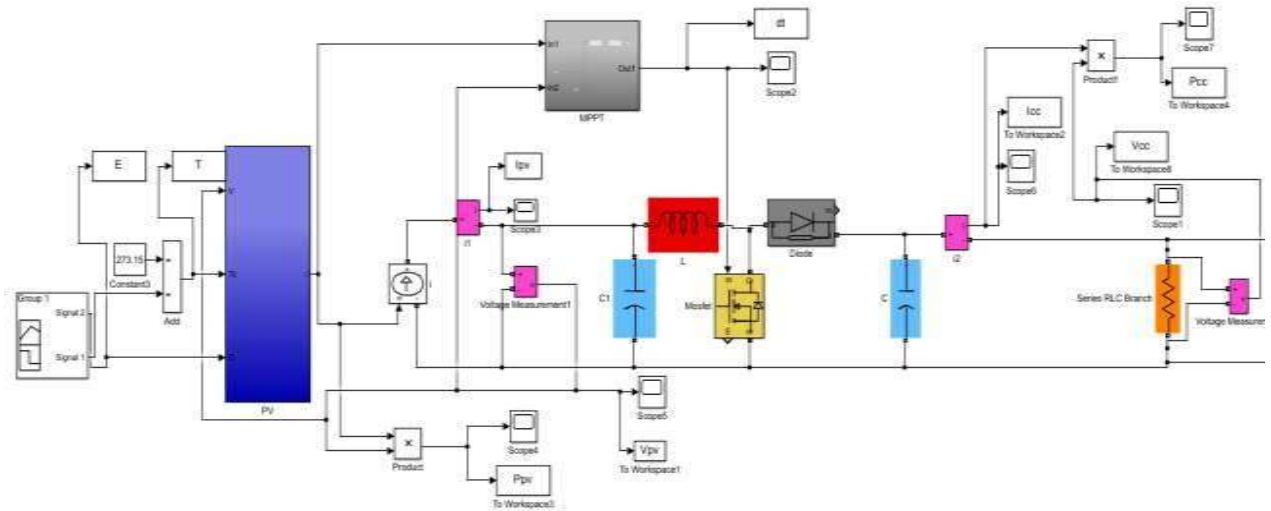 dt
In1
In2
Out1
MPPT
Scope2
Scope7
Product1
Pcc
To Workspace4
Icc
To Workspace2
Scope6
Vcc
To Workspace6
Scope1
E
T
Ipv
Scope3
i1
L
Diode
i2
273.15
Constant3
Add
Group 1
Signal 2
Signal 1
PV
i
Voltage Measurement1
C1
Mosfet
C
Series RLC Branch
Voltage Measurem
Scope5
Product
Scope4
Vpv
To Workspace1
Ppv
To Workspace3